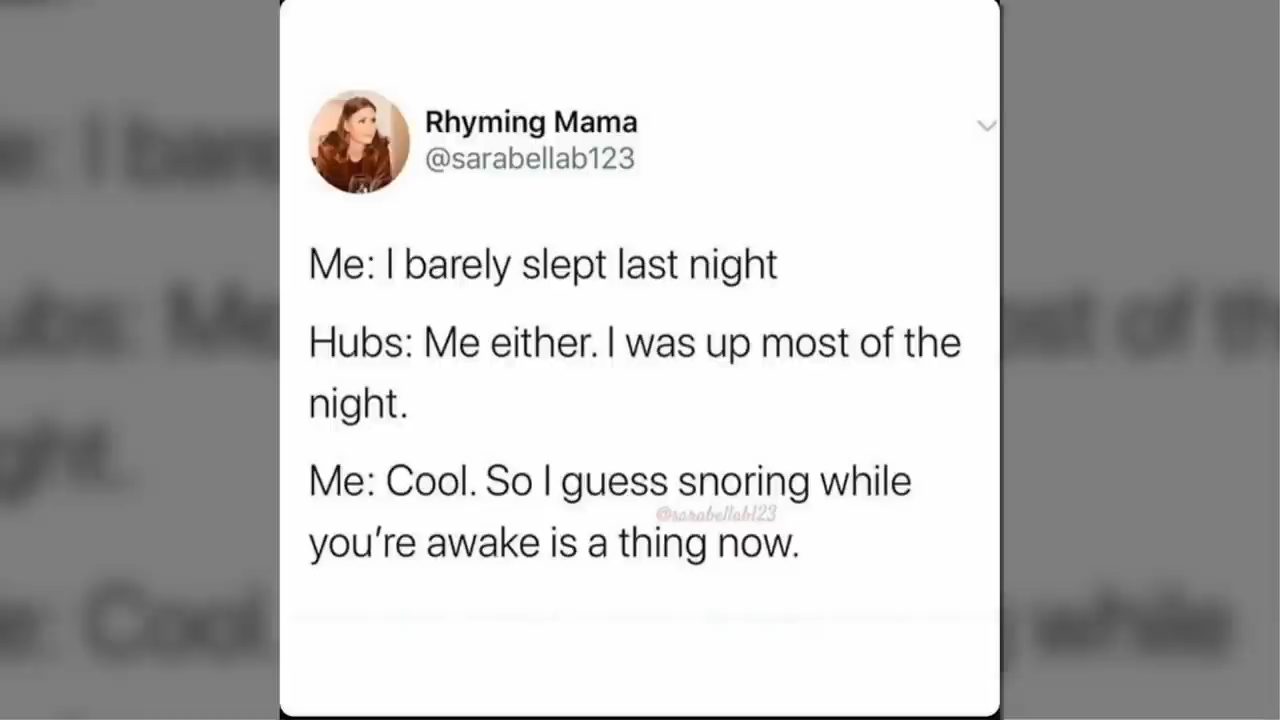 Rhyming Mama
@sarabellab123
Me: I barely slept last night
Hubs: Me either. I was up most of the
night.
Me: Cool. So I guess snoring while
@sarabellab123
you're awake is a thing now.